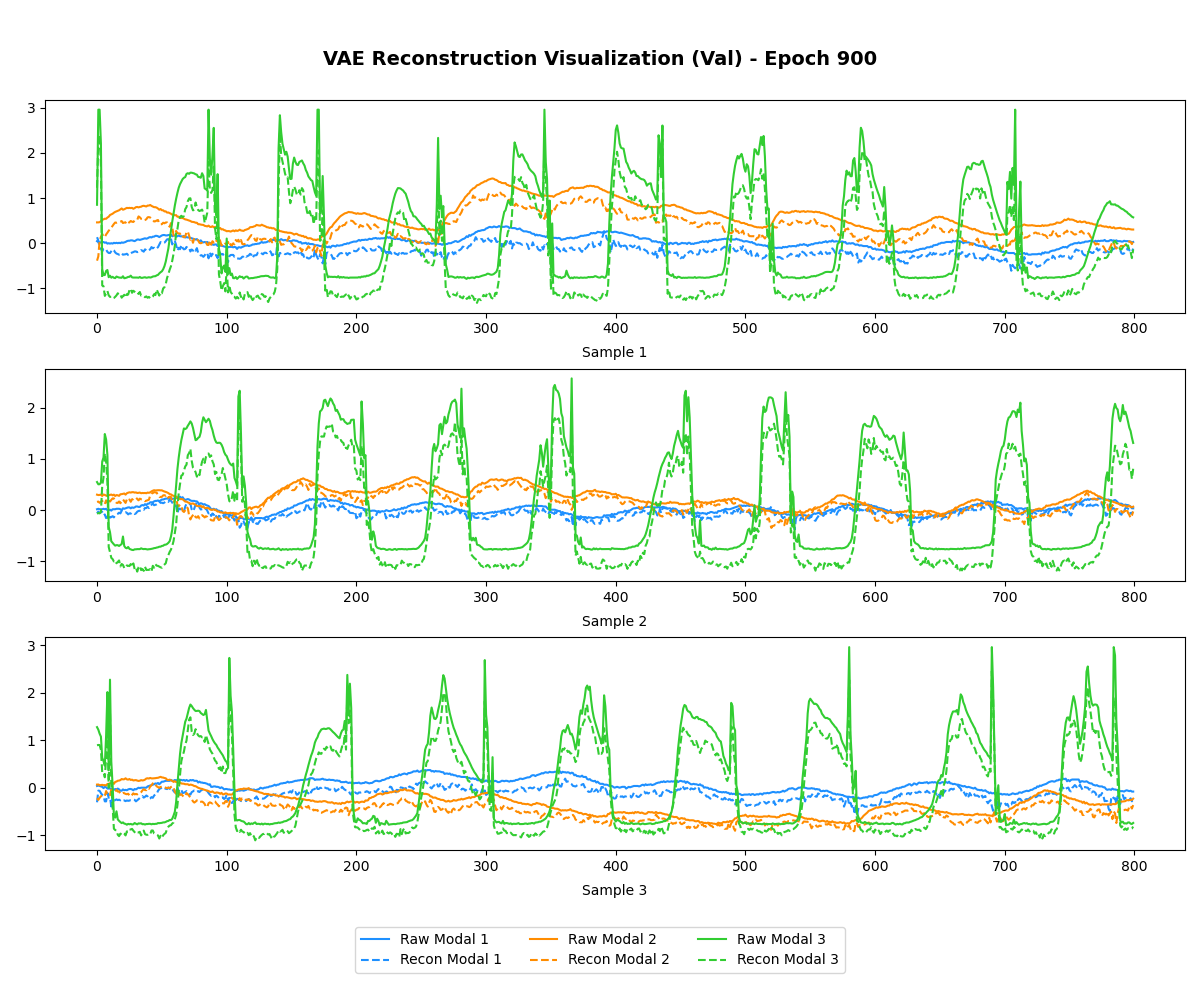 VAE Reconstruction Visualization (Val) - Epoch 900
3
2
1
0
−1
0 100 200 300 400 500 600 700 800
Sample 1
2
1
0
−1
0 100 200 300 400 500 600 700 800
Sample 2
3
2
1
0
−1
0 100 200 300 400 500 600 700 800
Sample 3
Raw Modal 1 Raw Modal 2 Raw Modal 3
Recon Modal 1 Recon Modal 2 Recon Modal 3